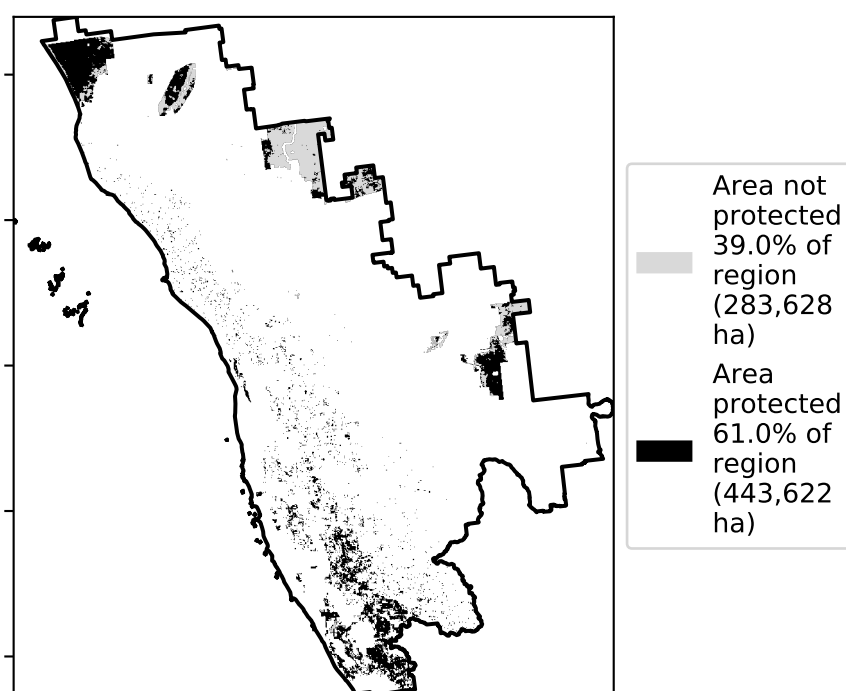 Area not
protected
39.0% of
region
(283,628
ha)
Area
protected
61.0% of
region
(443,622
ha)